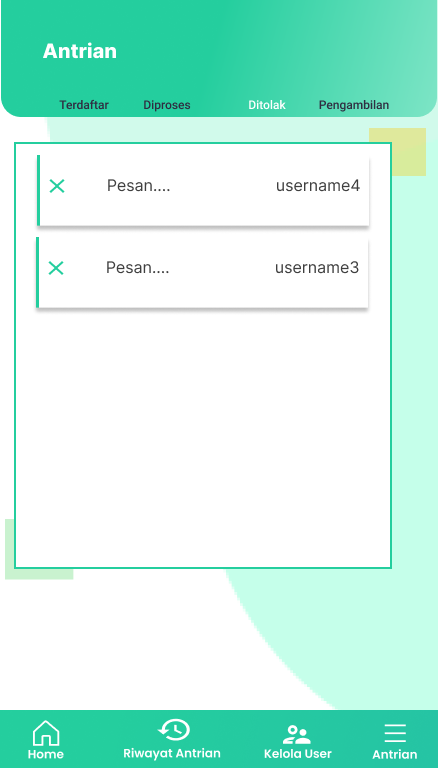 Antrian
Terdaftar Diproses Ditolak Pengambilan
Pesan.... username4
Pesan.... username3
Home Riwayat Antrian Kelola User Antrian